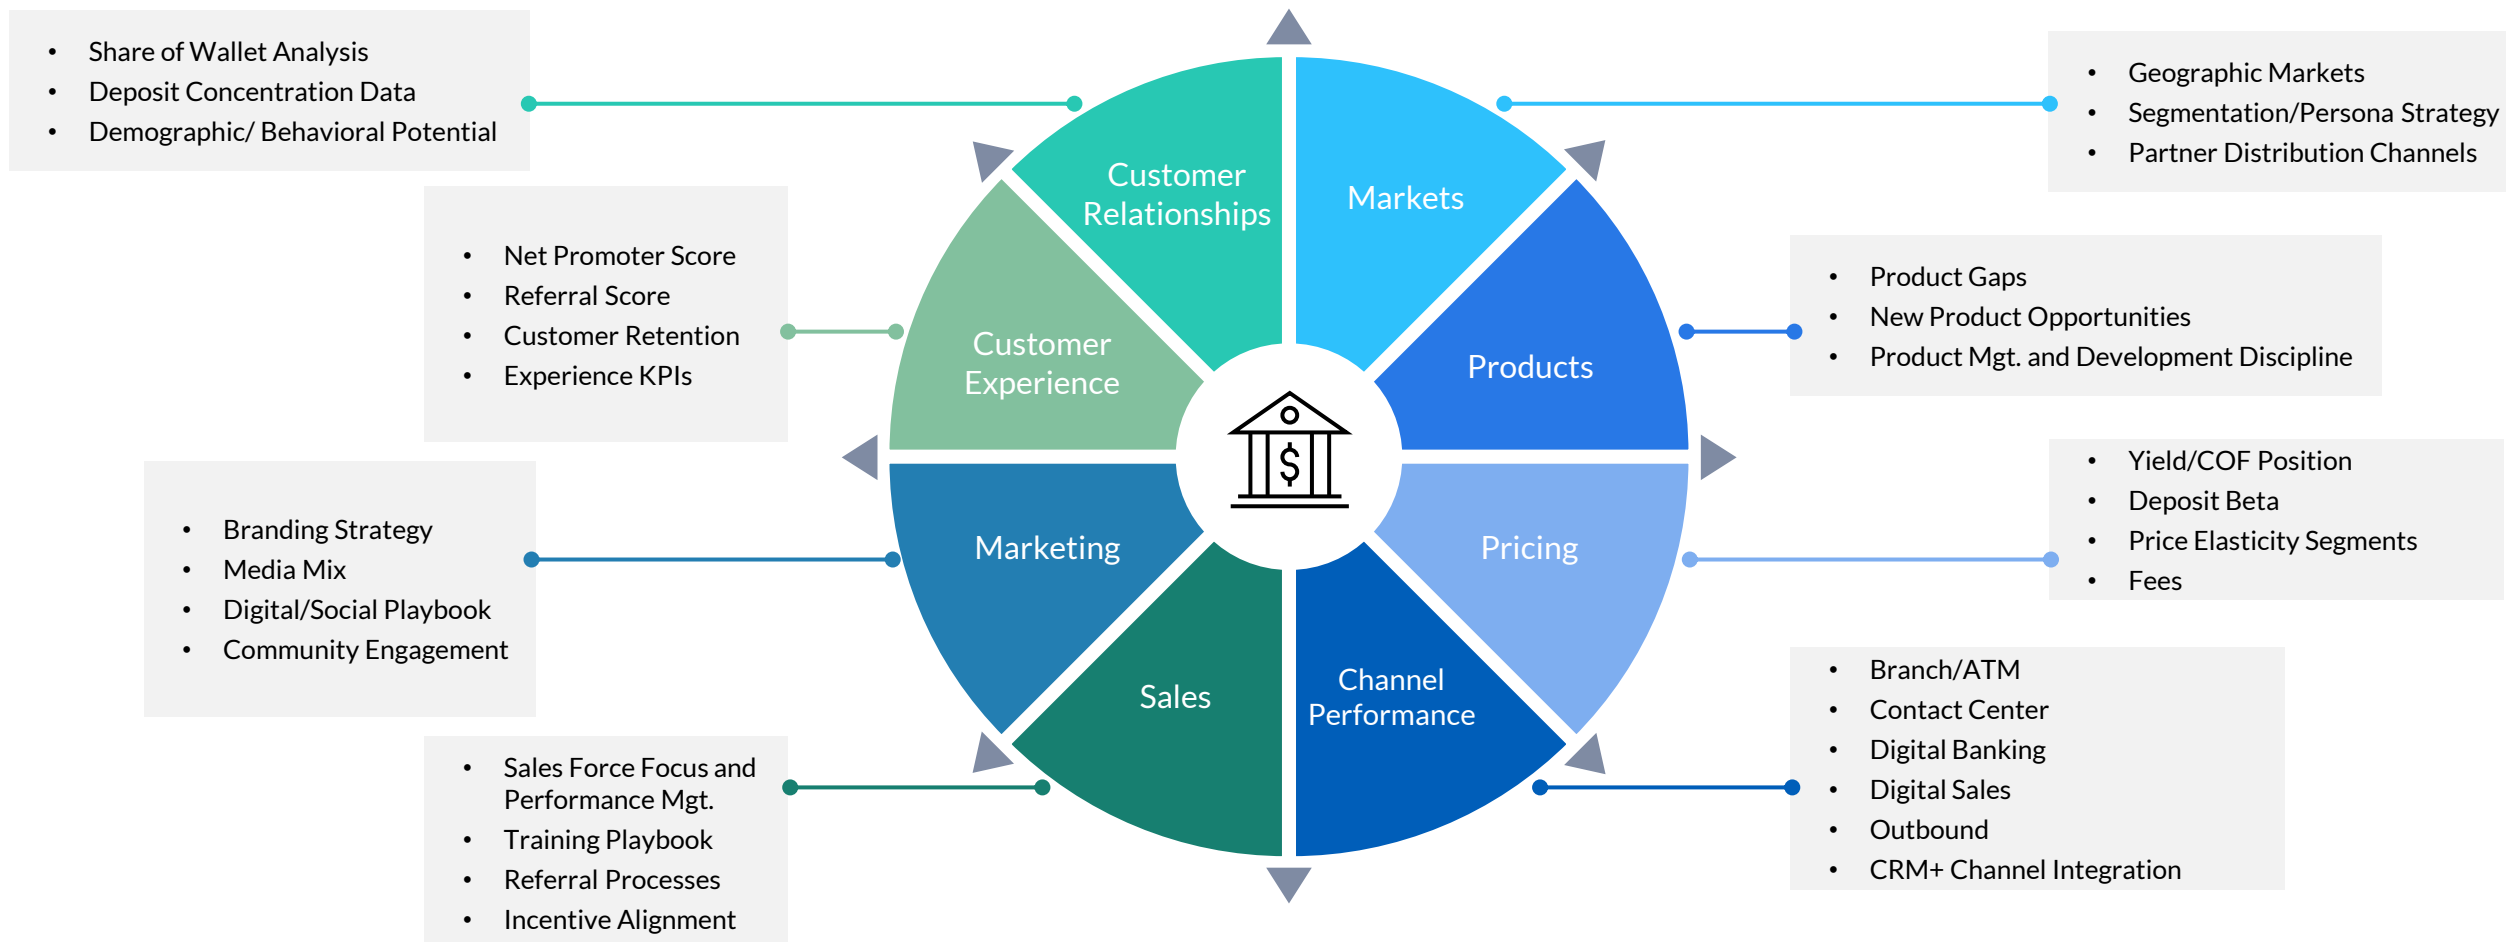 • Share of Wallet Analysis
• Deposit Concentration Data
• Demographic/ Behavioral Potential
• Net Promoter Score
• Referral Score
• Customer Retention
• Experience KPIs
• Branding Strategy
• Media Mix
• Digital/Social Playbook
• Community Engagement
• Sales Force Focus and
Performance Mgt.
• Training Playbook
• Referral Processes
• Incentive Alignment
Customer
Relationships
Markets
Customer
Experience
Products
$
Marketing
Pricing
Sales
Channel
Performance
• Geographic Markets
• Segmentation/Persona Strategy
• Partner Distribution Channels
• Product Gaps
• New Product Opportunities
• Product Mgt. and Development Discipline
• Yield/COF Position
• Deposit Beta
• Price Elasticity Segments
• Fees
• Branch/ATM
• Contact Center
• Digital Banking
• Digital Sales
• Outbound
• CRM+ Channel Integration